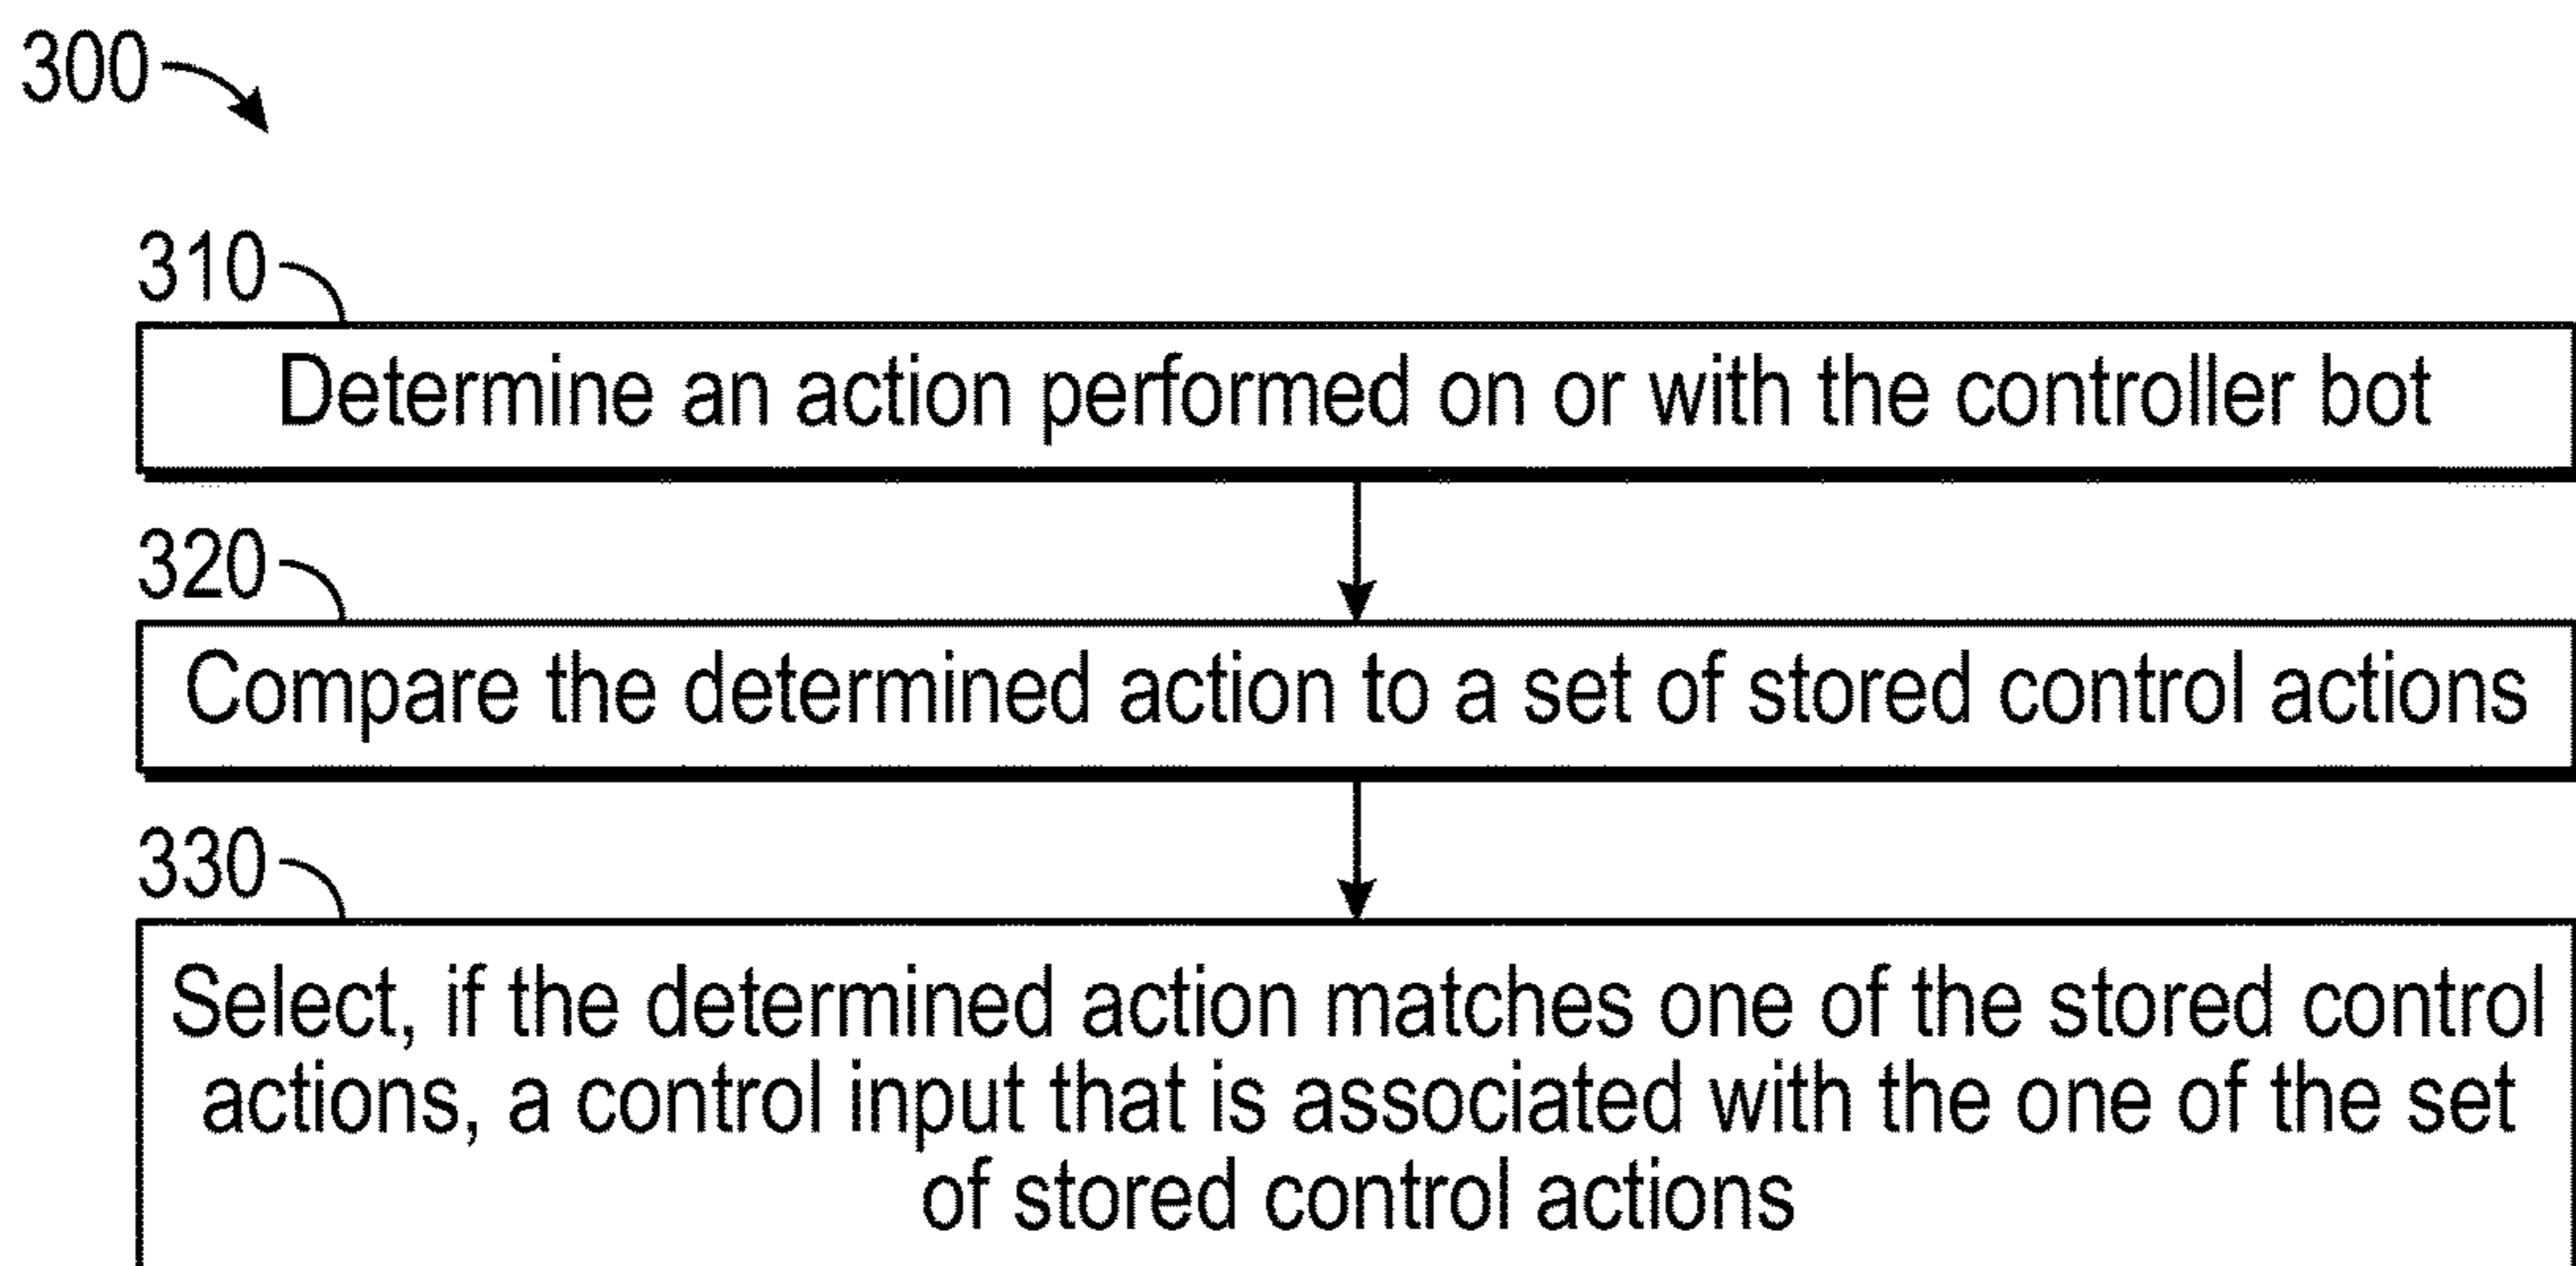 300
310
Determine an action performed on or with the controller bot
320
Compare the determined action to a set of stored control actions
330
Select, if the determined action matches one of the stored control
actions, a control input that is associated with the one of the set
of stored control actions